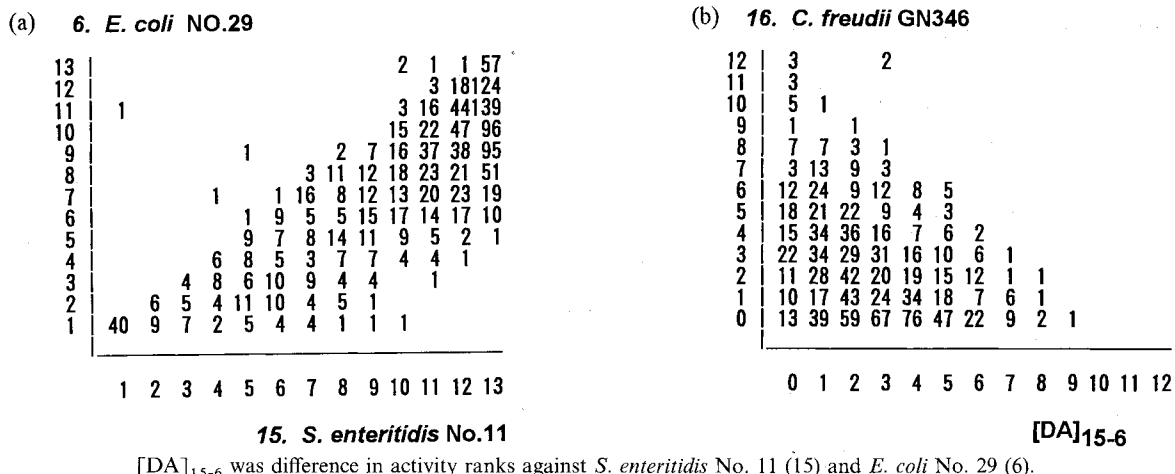 (a) 6. E. coli NO.29
13 2 1 1 57
12 3 18124
11 1 3 16 44139
10 15 22 47 96
9 1 2 7 16 37 38 95
8 3 11 12 18 23 21 51
7 1 1 16 8 12 13 20 23 19
6 1 9 5 5 15 17 14 17 10
5 9 7 8 14 11 9 5 2 1
4 6 8 5 3 7 7 4 4 1
3 4 8 6 10 9 4 4 1
2 6 5 4 11 10 4 5 1
1 40 9 7 2 5 4 4 1 1 1
1 2 3 4 5 6 7 8 9 10 11 12 13
15. S. enteritidis No.11
(b) 16. C. freudii GN346
12 3 2
11 3
10 5 1
9 1 1
8 7 7 3 1
7 3 13 9 3
6 12 24 9 12 8 5
5 18 21 22 9 4 3
4 15 34 36 16 7 6 2
3 22 34 29 31 16 10 6 1
2 11 28 42 20 19 15 12 1 1
1 10 17 43 24 34 18 7 6 1
0 13 39 59 67 76 47 22 9 2 1
0 1 2 3 4 5 6 7 8 9 10 11 12
[DA]15-6
[DA]15-6 was difference in activity ranks against S. enteritidis No. 11 (15) and E. coli No. 29 (6).